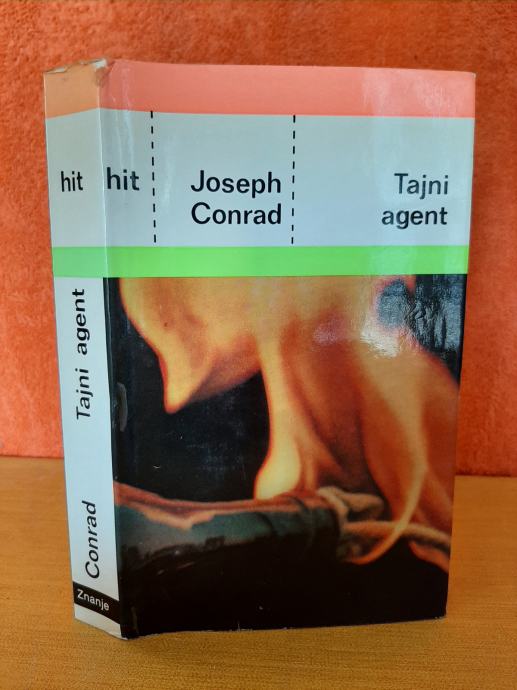 hit
Tajni agent
Conrad
Znanje
hit
Joseph
Conrad
Tajni
agent